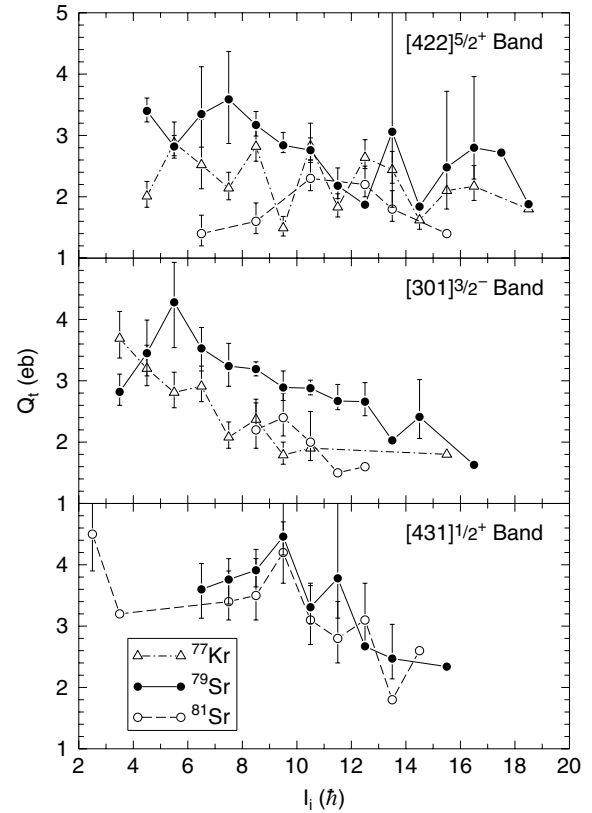 5
4
3
2
1
[422]5/2+ Band
4
3
2
1
Qt (eb)
[301]3/2− Band
4
3
2
1
[431]1/2+ Band
77Kr
79Sr
81Sr
2 4 6 8 10 12 14 16 18 20
Ii (ℏ)